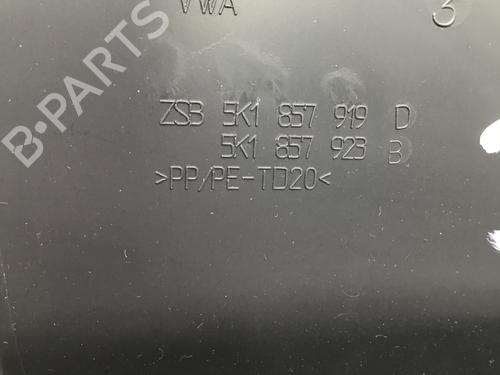 VWA 3
ZSB 5K1 857 919 D
5K1 857 923 B
>PP/PE-TD20<
B-PARTS